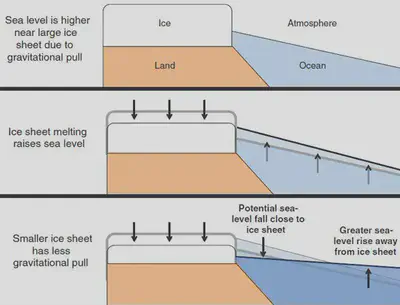 Sea level is higher
near large ice
sheet due to
gravitational pull
Ice
Atmosphere
Land
Ocean
Ice sheet melting
raises sea level
Smaller ice sheet
has less
gravitational pull
Potential sea-
level fall close to
ice sheet
Greater sea-
level rise away
from ice sheet